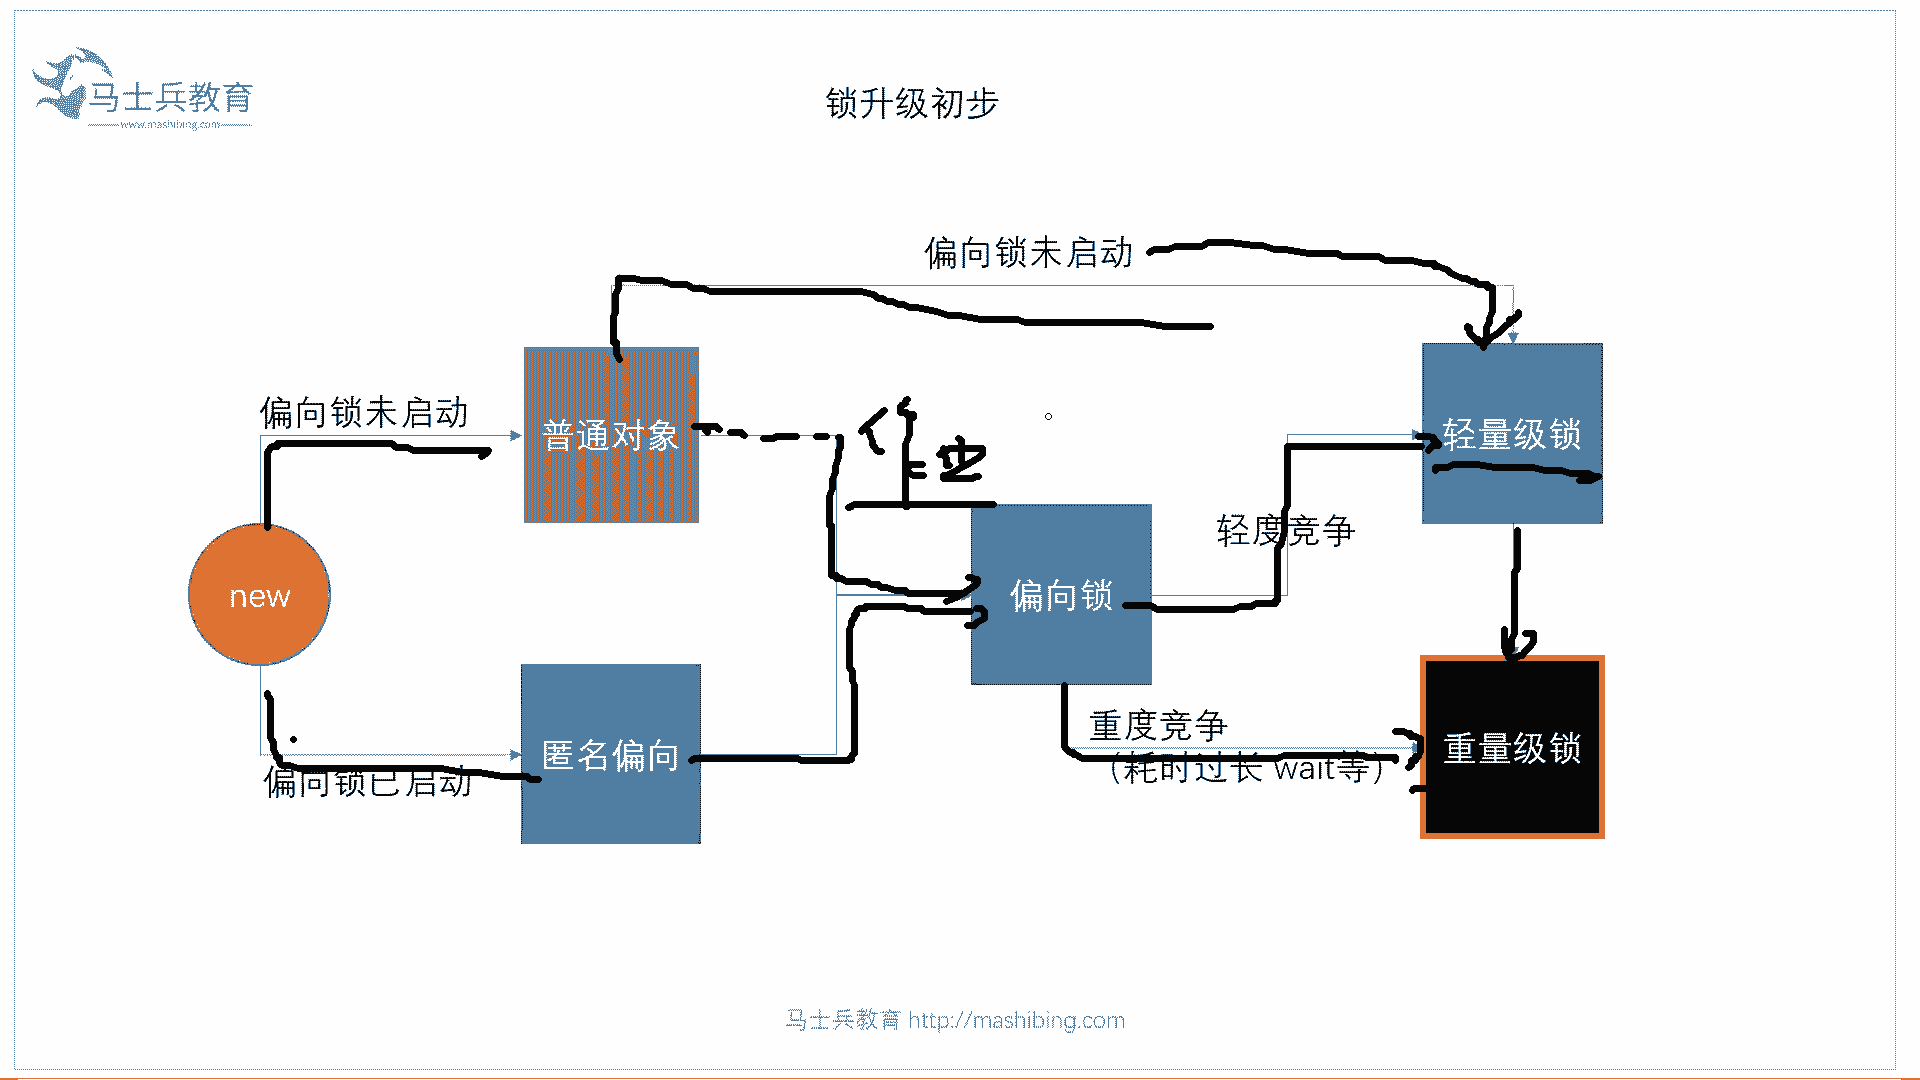 马士兵教育
www.mashibing.com
锁升级初步
偏向锁未启动
偏向锁未启动
普通对象
轻量级锁
轻度竞争
new
偏向锁
匿名偏向
重度竞争
(耗时过长 wait等)
重量级锁
偏向锁已启动
马士兵教育 http://mashibing.com